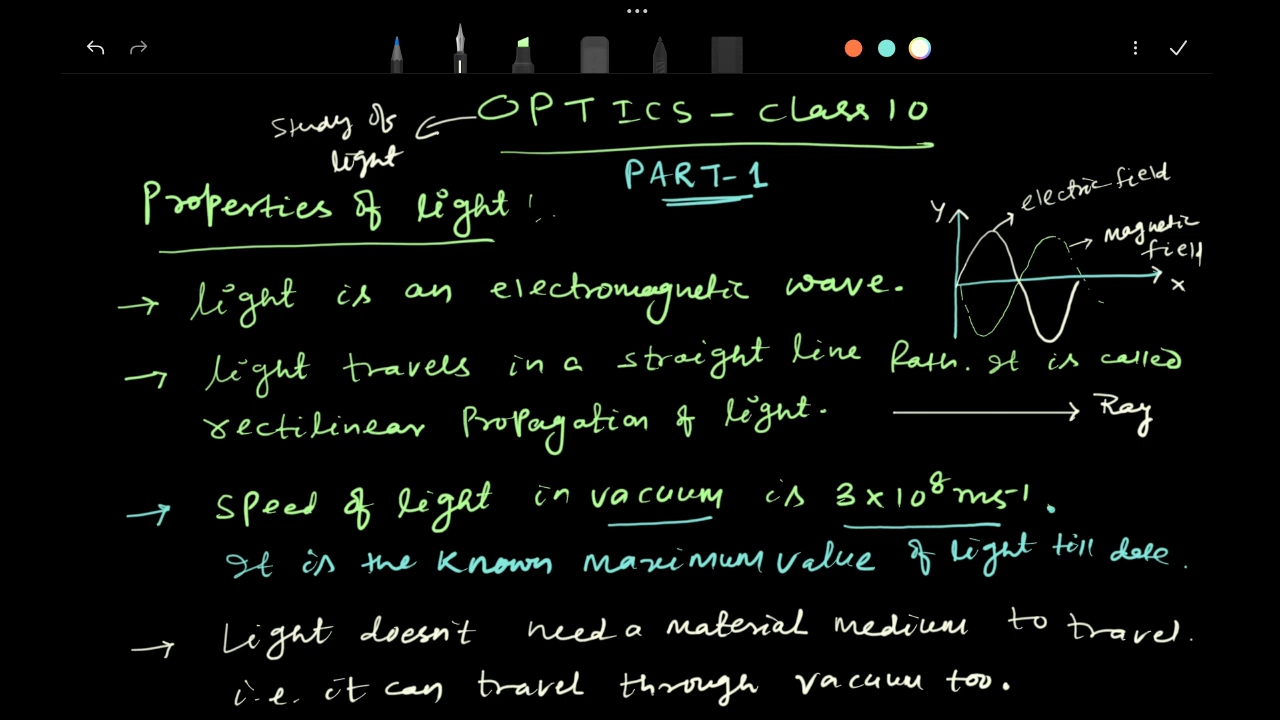 OPTICS - Class 10
Study of
light
PART-1
Properties of light :
electric field
magnetic
field
y
x
→ light is an electromagnetic wave.
→ light travels in a straight line Path. It is called
rectilinear Propagation of light.
Ray
→ Speed of light in vacuum is 3 x 10⁸ ms⁻¹.
It is the known maximum value of light till date.
→ Light doesn't need a material medium to travel.
i.e. it can travel through vacuum too.